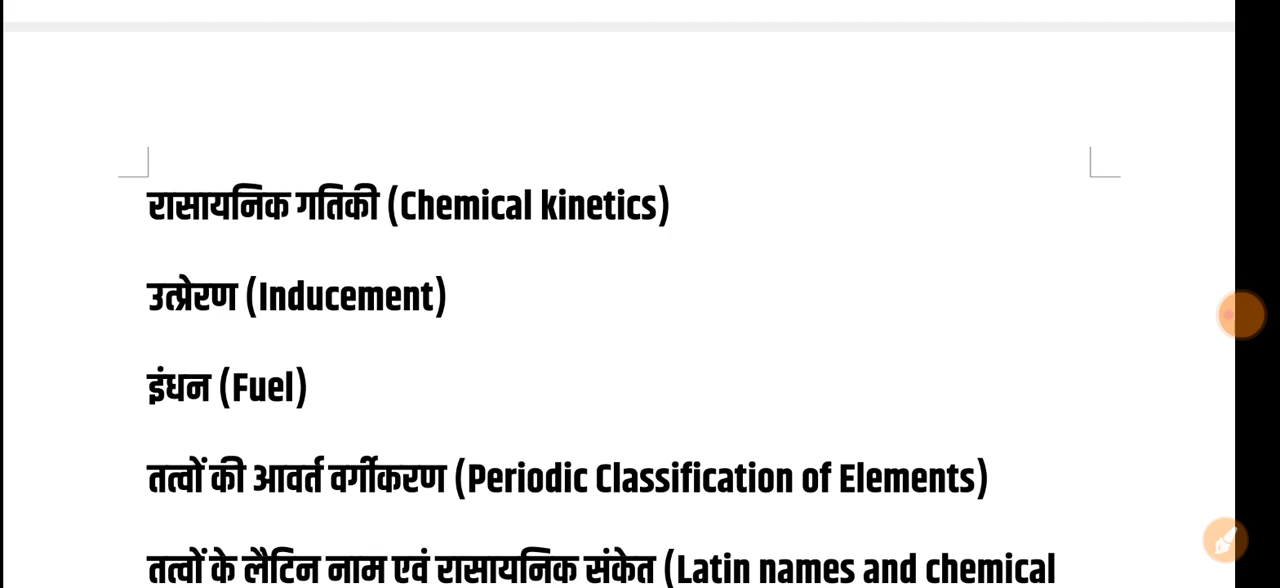 रासायनिक गतिकी (Chemical kinetics)
उत्प्रेरण (Inducement)
इंधन (Fuel)
तत्वों की आवर्त वर्गीकरण (Periodic Classification of Elements)
तत्वों के लैटिन नाम एवं रासायनिक संकेत (Latin names and chemical